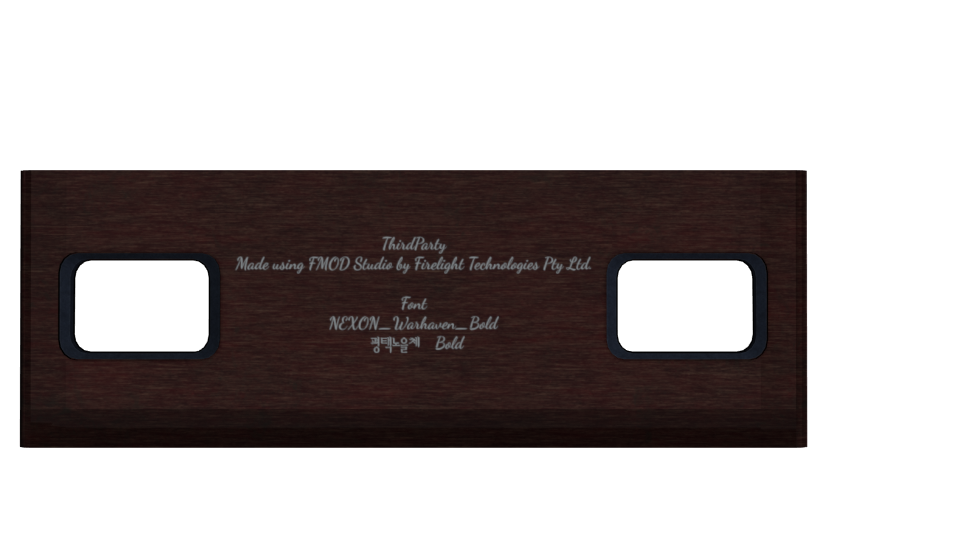 ThirdParty
Made using FMOD Studio by Firelight Technologies Pty Ltd.
Font
NEXON_Warhaven_Bold
평택노을체 Bold